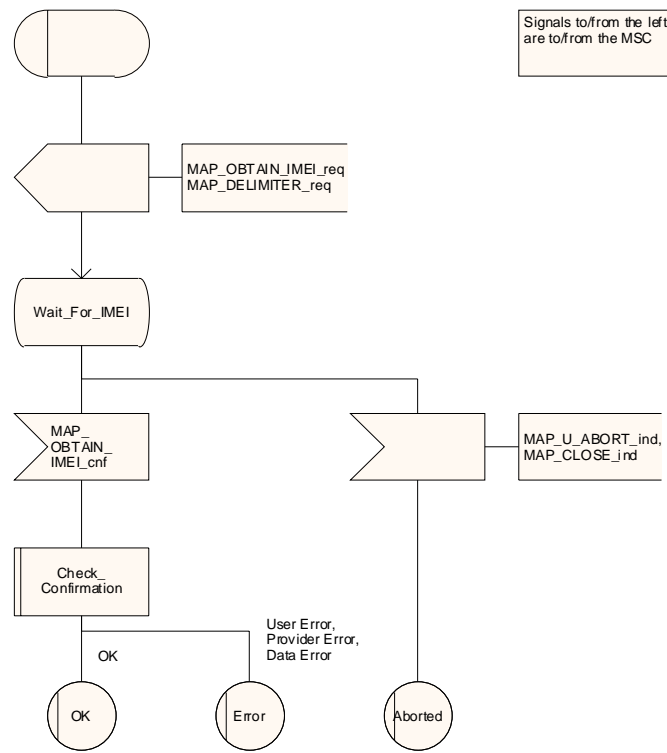 Signals to/from the left
are to/from the MSC
MAP_OBTAIN_IMEI_req
MAP_DELIMITER_req
Wait_For_IMEI
MAP_
OBTAIN_
IMEI_cnf
MAP_U_ABORT_ind,
MAP_CLOSE_ind
Check_
Confirmation
User Error,
Provider Error,
Data Error
OK
OK
Error
Aborted